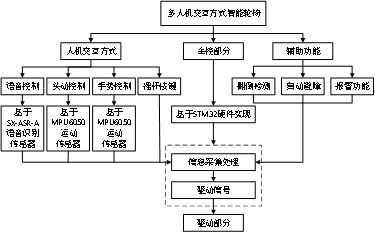 多人机交互方式智能轮椅
人机交互方式
主控部分
辅助功能
语音控制
头动控制
手势控制
摇杆按键
翻倒检测
自动避障
报警功能
基于
SX-ASR-A
语音识别
传感器
基于
MPU6050
运动
传感器
基于
MPU6050
运动
传感器
基于STM32硬件实现
信息采集处理
驱动信号
驱动部分